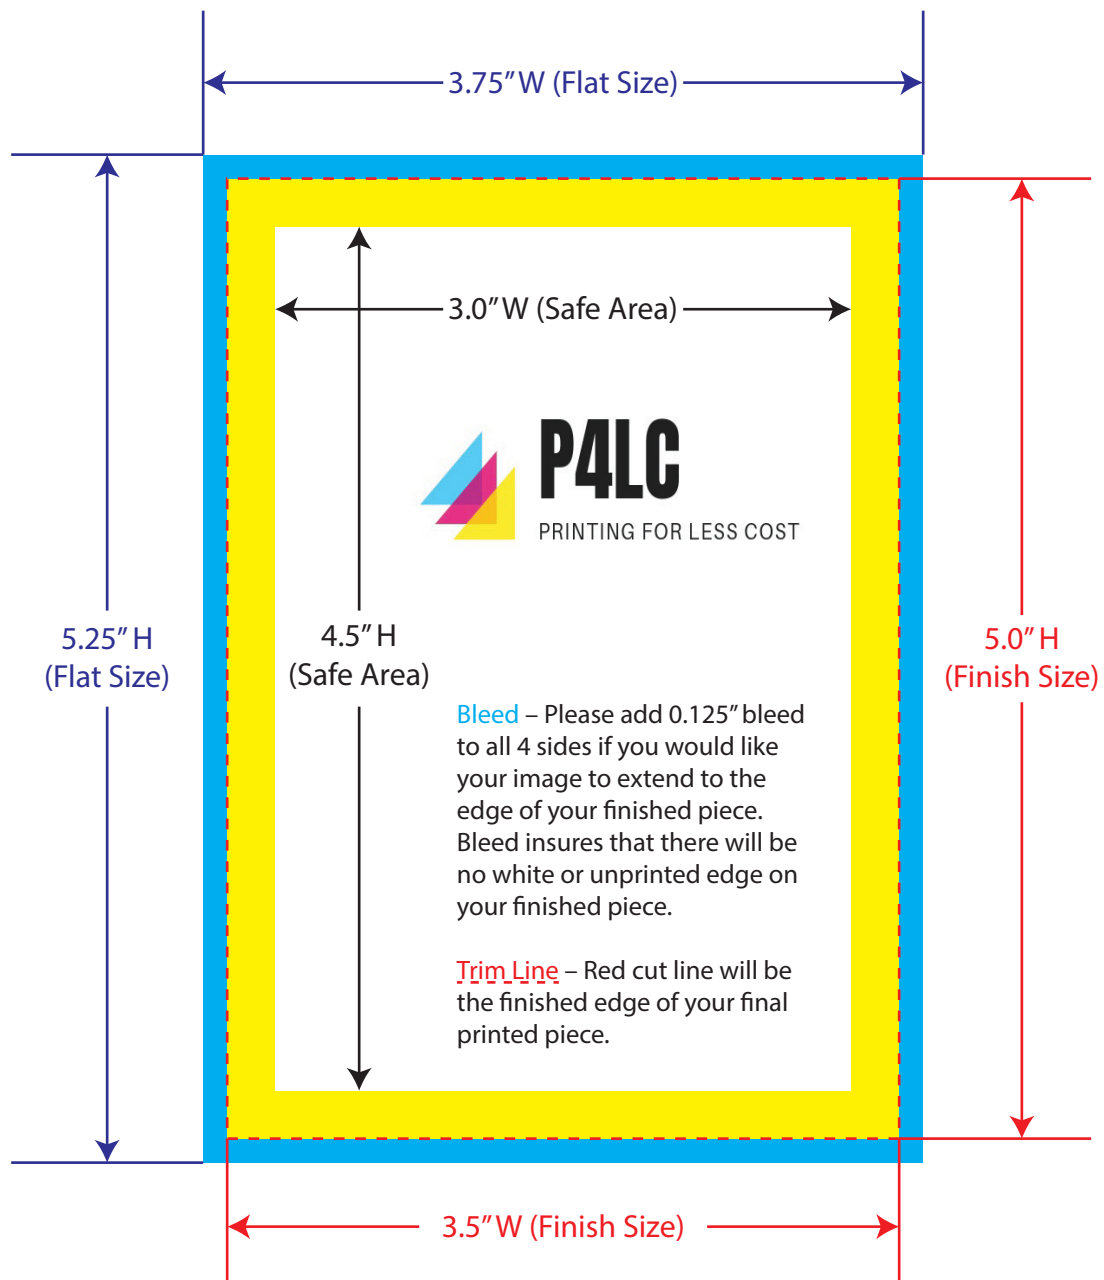 3.75" W (Flat Size)
3.0" W (Safe Area)
P4LC
PRINTING FOR LESS COST
5.25" H
(Flat Size)
4.5" H
(Safe Area)
5.0" H
(Finish Size)
Bleed – Please add 0.125" bleed
to all 4 sides if you would like
your image to extend to the
edge of your finished piece.
Bleed insures that there will be
no white or unprinted edge on
your finished piece.
Trim Line – Red cut line will be
the finished edge of your final
printed piece.
3.5" W (Finish Size)